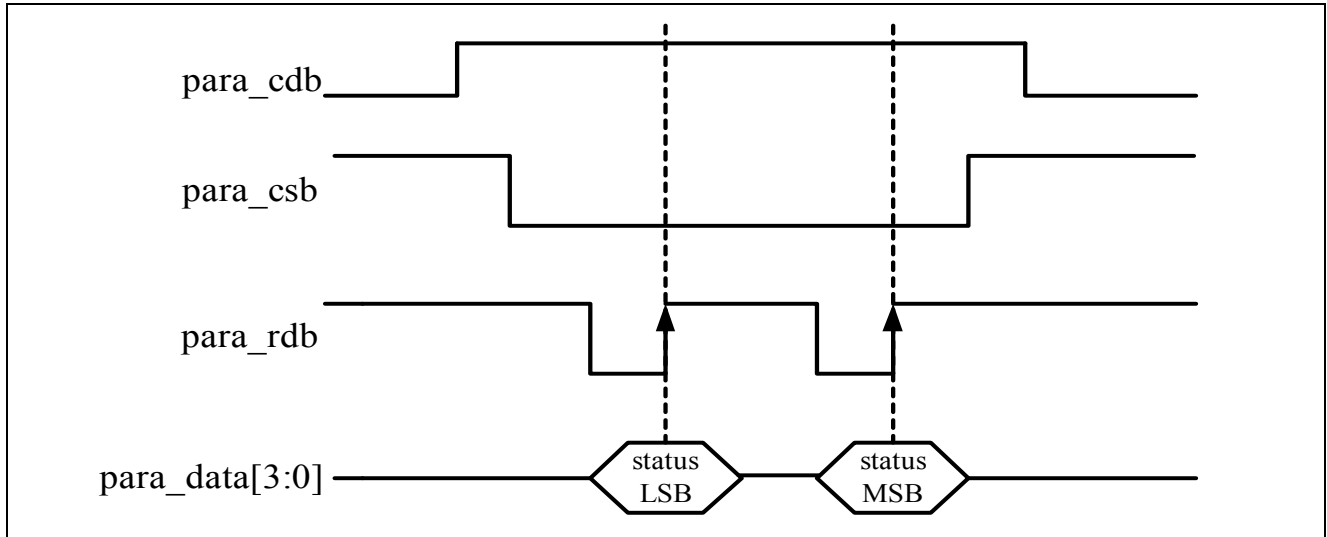 para_cdb
para_csb
para_rdb
para_data[3:0]
status
LSB
status
MSB